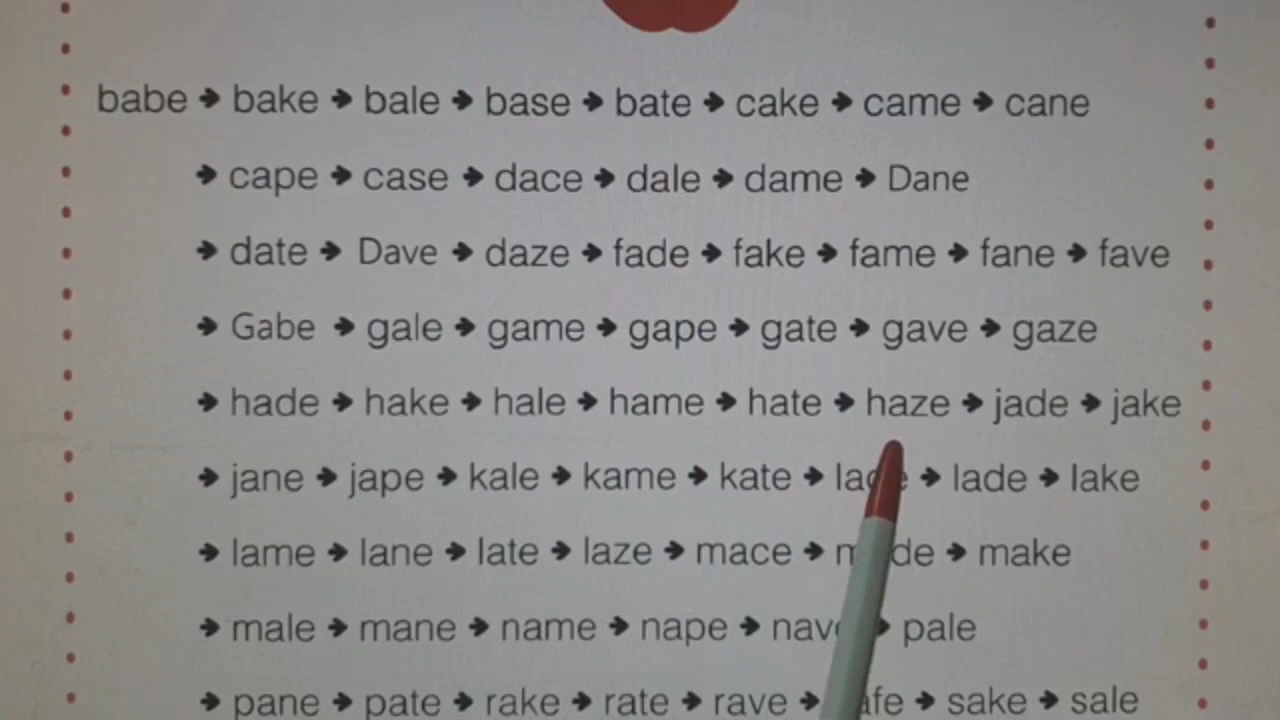 babe → bake → bale → base → bate → cake → came → cane
→ cape → case → dace → dale → dame → Dane
→ date → Dave → daze → fade → fake → fame → fane → fave
→ Gabe → gale → game → gape → gate → gave → gaze
→ hade → hake → hale → hame → hate → haze → jade → jake
→ jane → jape → kale → kame → kate → → lade → lake
→ lame → lane → late → laze → mace → → make
→ male → mane → name → nape → → pale
→ pane → pate → rake → rate → rave → → sake → sale